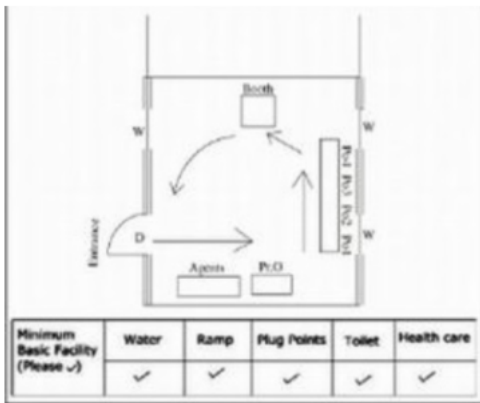 Booth
W
W
Po4 Po3 Po2 Po1
Entrance
D
W
Agents
Pr.O
Minimum
Basic Facility
(Please ✓)
Water
Ramp
Plug Points
Toilet
Health care
✓ ✓ ✓ ✓ ✓